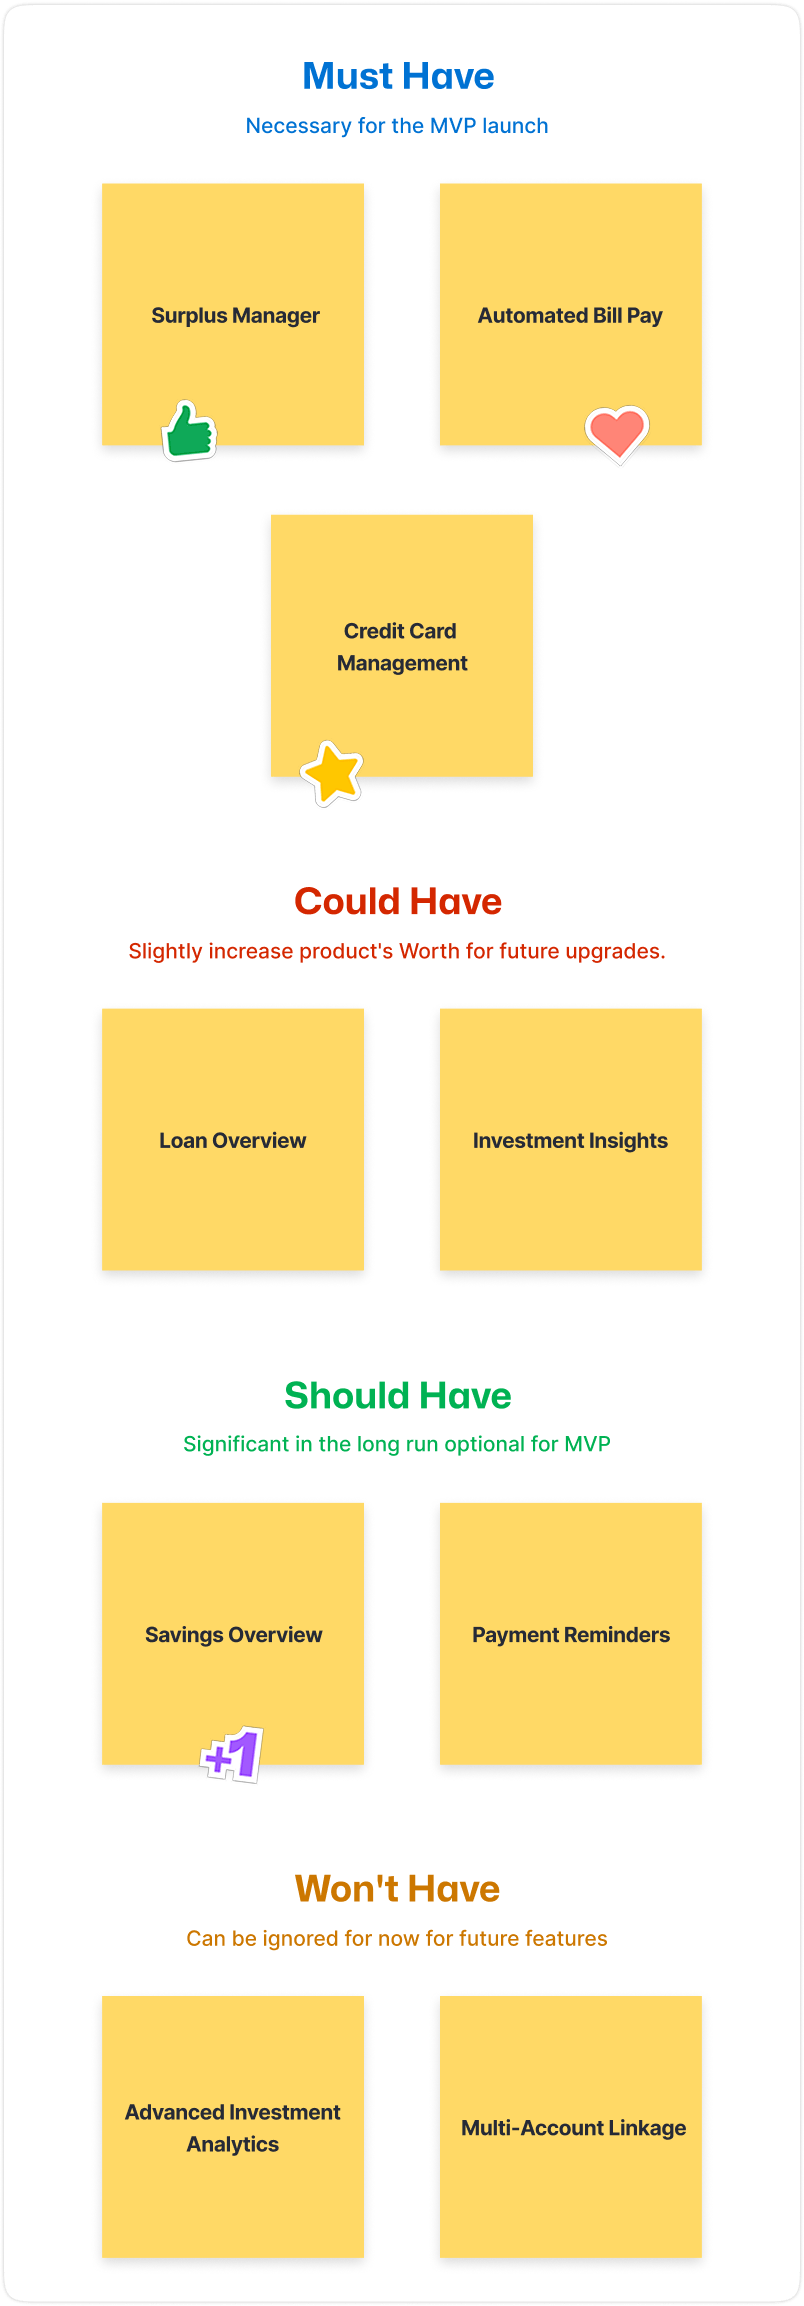 Must Have
Necessary for the MVP launch
Surplus Manager
Automated Bill Pay
Credit Card
Management
Could Have
Slightly increase product's Worth for future upgrades.
Loan Overview
Investment Insights
Should Have
Significant in the long run optional for MVP
Savings Overview
Payment Reminders
+1
Won't Have
Can be ignored for now for future features
Advanced Investment
Analytics
Multi-Account Linkage